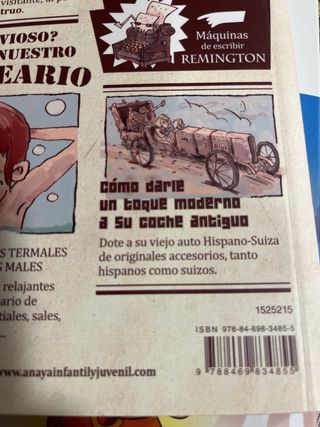 visitante, al p
truo.
VIOSO?
NUESTRO
EARIO
Máquinas
de escribir
REMINGTON
Cómo darle
un toque moderno
a su coche antiguo
Dote a su viejo auto Hispano-Suiza
de originales accesorios, tanto
hispanos como suizos.
S TERMALES
S MALES
relajantes
ario de
tiales, sales,
1525215
ISBN 978-84-698-3485-5
9 788469 834855
www.anayainfantilyjuvenil.com